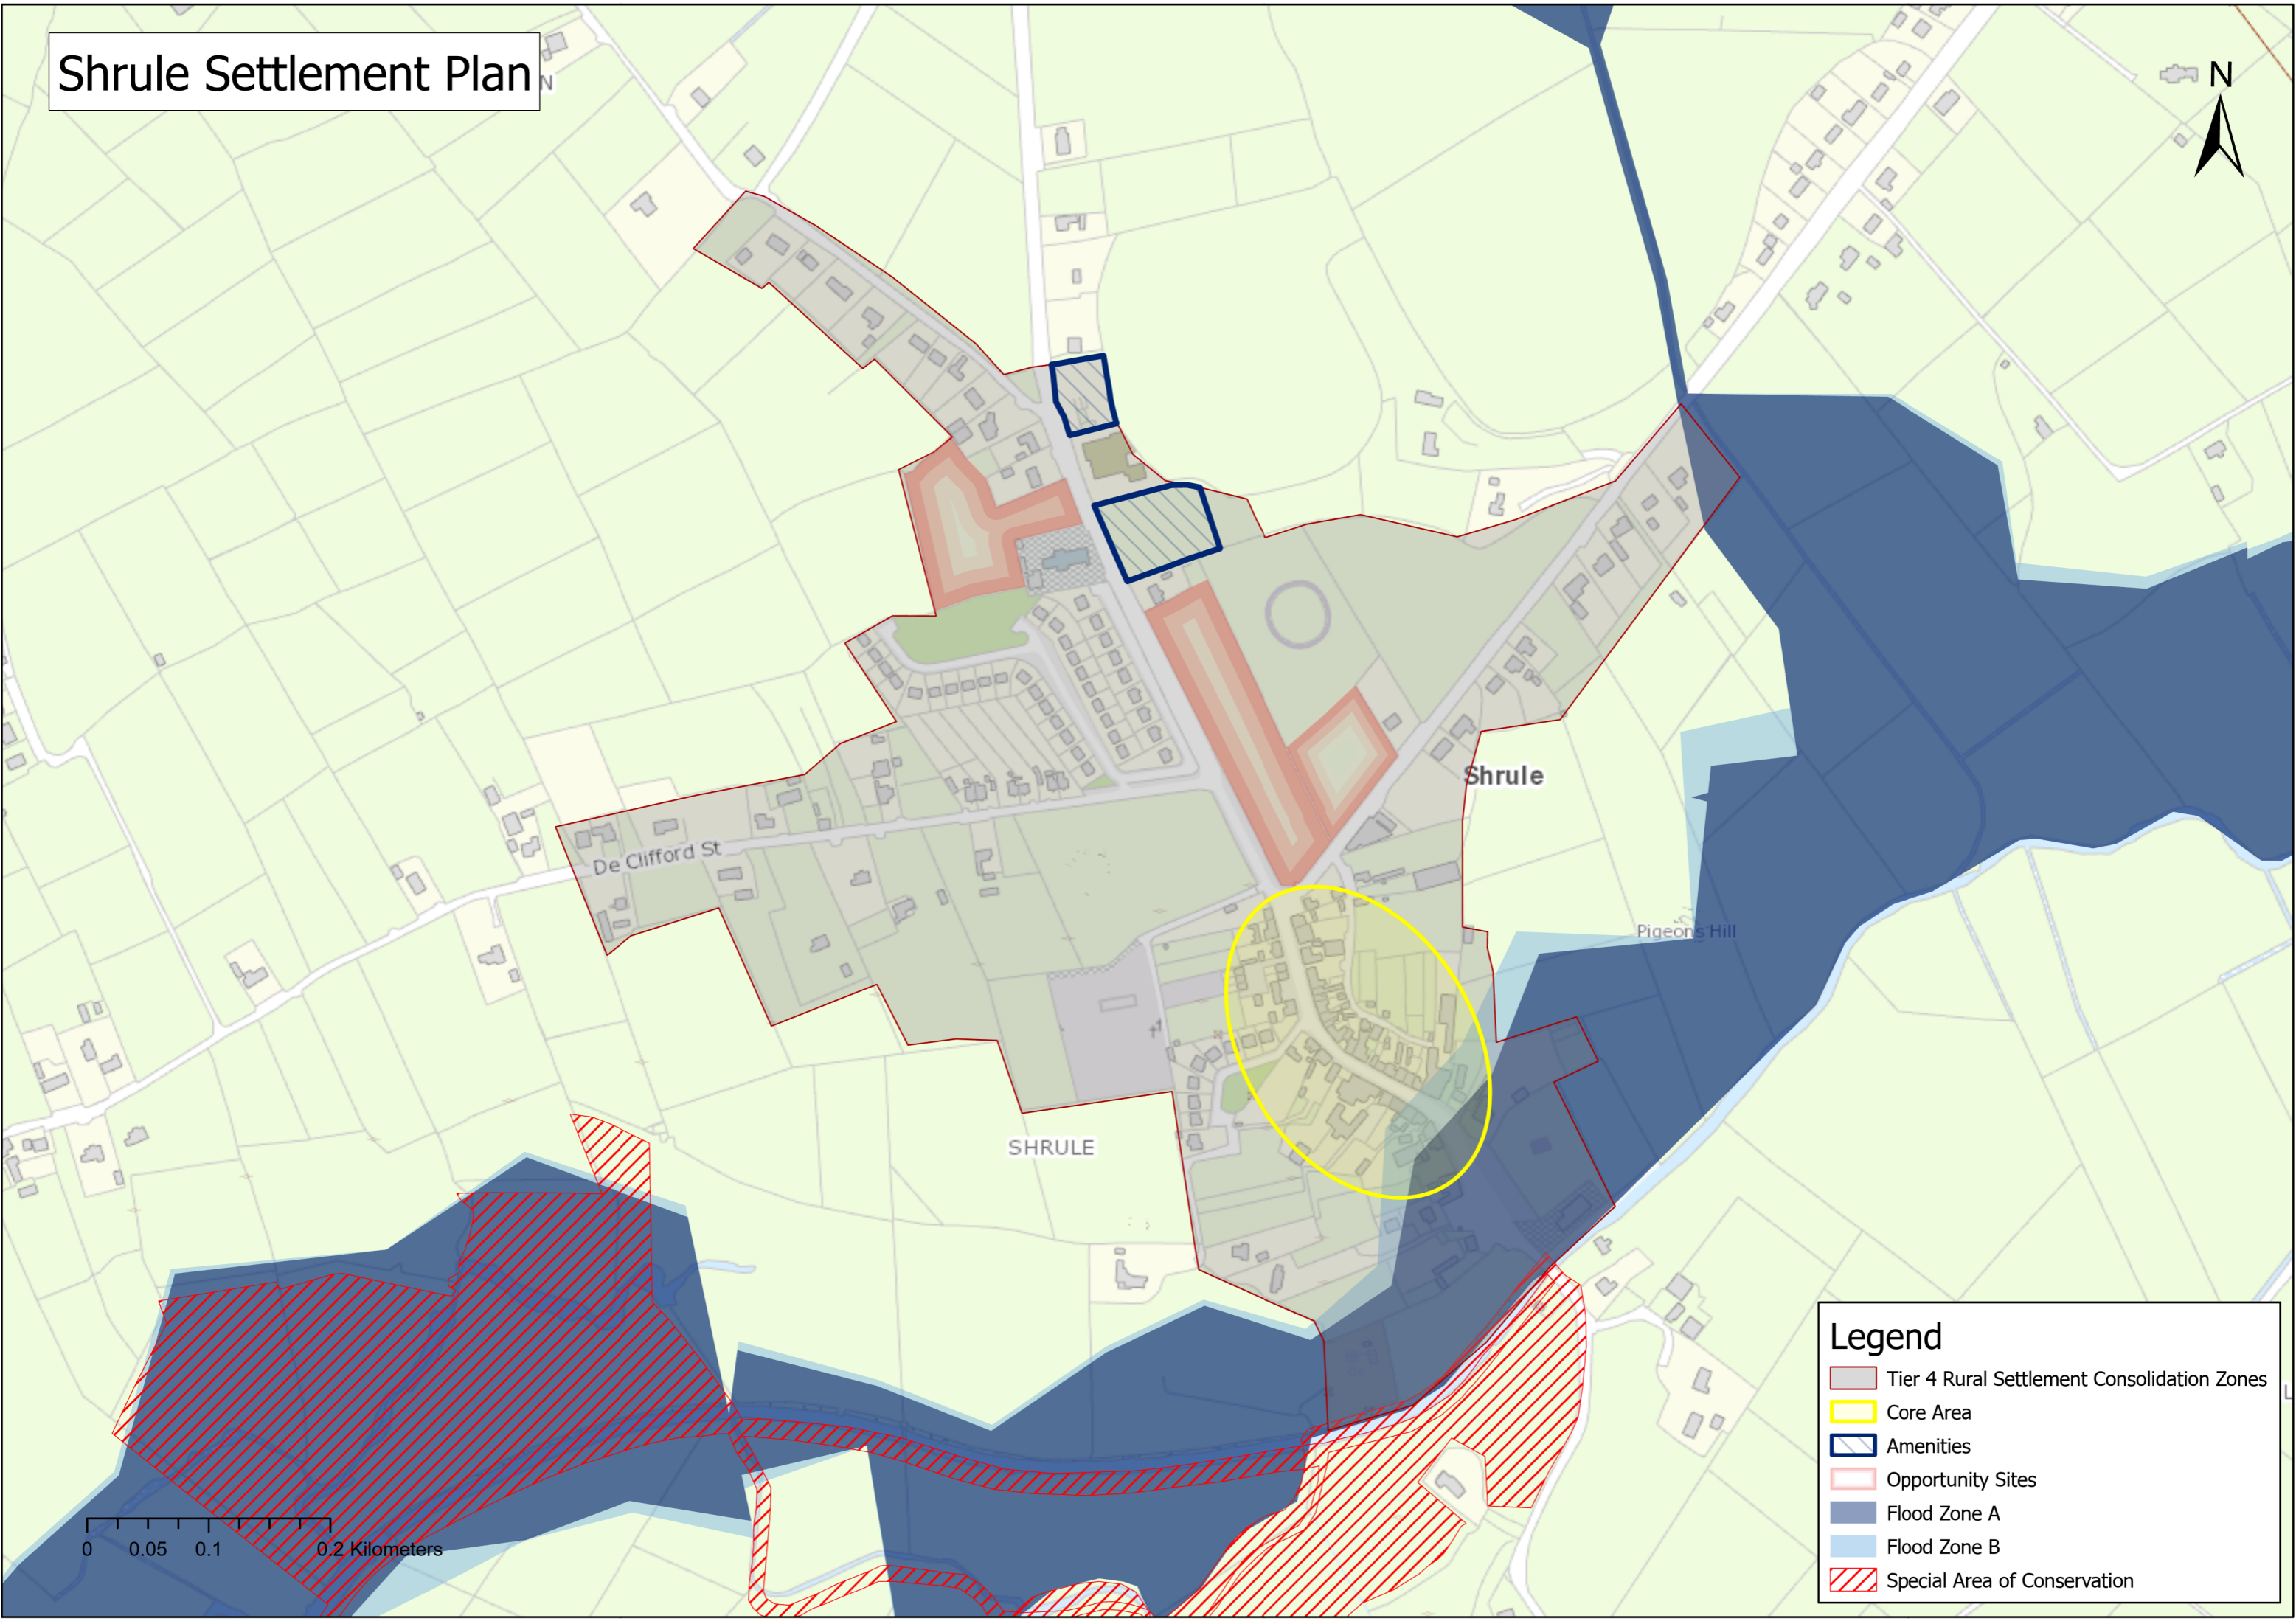 Shrule Settlement Plan
N
N
Shrule
De Clifford St
Pigeons Hill
SHRULE
Legend
Tier 4 Rural Settlement Consolidation Zones
Core Area
Amenities
Opportunity Sites
Flood Zone A
Flood Zone B
Special Area of Conservation
0 0.05 0.1 0.2 Kilometers
L